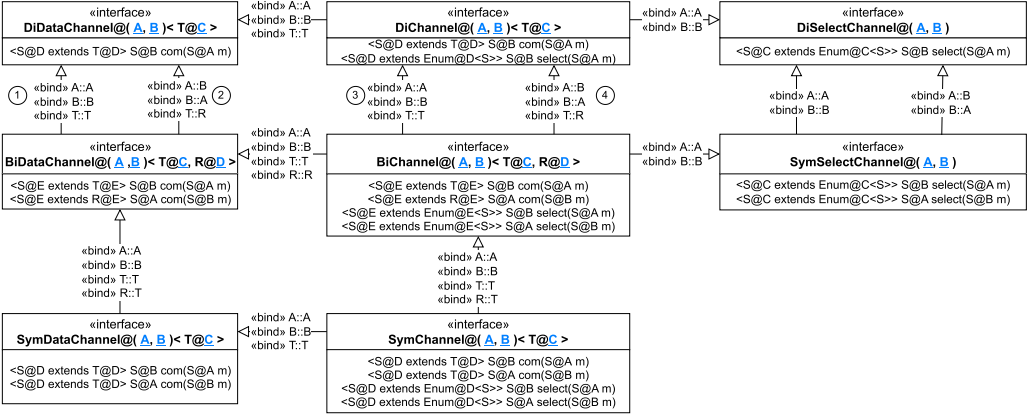 «interface»
DiDataChannel@( A, B )< T@C >
<S@D extends T@D> S@B com(S@A m)
«bind» A::A
«bind» B::B
«bind» T::T
«interface»
DiChannel@( A, B )< T@C >
<S@D extends T@D> S@B com(S@A m)
<S@D extends Enum@D<S>> S@B select(S@A m)
«bind» A::A
«bind» B::B
«interface»
DiSelectChannel@( A, B )
<S@C extends Enum@C<S>> S@B select(S@A m)
1
«bind» A::A
«bind» B::B
«bind» T::T
«bind» A::B
«bind» B::A
«bind» T::R
2
3
«bind» A::A
«bind» B::B
«bind» T::T
«bind» A::B
«bind» B::A
«bind» T::R
4
«bind» A::A
«bind» B::B
«bind» A::B
«bind» B::A
«interface»
BiDataChannel@( A ,B )< T@C, R@D >
<S@E extends T@E> S@B com(S@A m)
<S@E extends R@E> S@A com(S@B m)
«bind» A::A
«bind» B::B
«bind» T::T
«bind» R::R
«interface»
BiChannel@( A, B )< T@C, R@D >
<S@E extends T@E> S@B com(S@A m)
<S@E extends R@E> S@A com(S@B m)
<S@E extends Enum@E<S>> S@B select(S@A m)
<S@E extends Enum@E<S>> S@A select(S@B m)
«bind» A::A
«bind» B::B
«interface»
SymSelectChannel@( A, B )
<S@C extends Enum@C<S>> S@B select(S@A m)
<S@C extends Enum@C<S>> S@A select(S@B m)
«bind» A::A
«bind» B::B
«bind» T::T
«bind» R::T
«bind» A::A
«bind» B::B
«bind» T::T
«bind» R::T
«interface»
SymDataChannel@( A, B )< T@C >
<S@D extends T@D> S@B com(S@A m)
<S@D extends T@D> S@A com(S@B m)
«bind» A::A
«bind» B::B
«bind» T::T
«interface»
SymChannel@( A, B )< T@C >
<S@D extends T@D> S@B com(S@A m)
<S@D extends T@D> S@A com(S@B m)
<S@D extends Enum@D<S>> S@B select(S@A m)
<S@D extends Enum@D<S>> S@A select(S@B m)